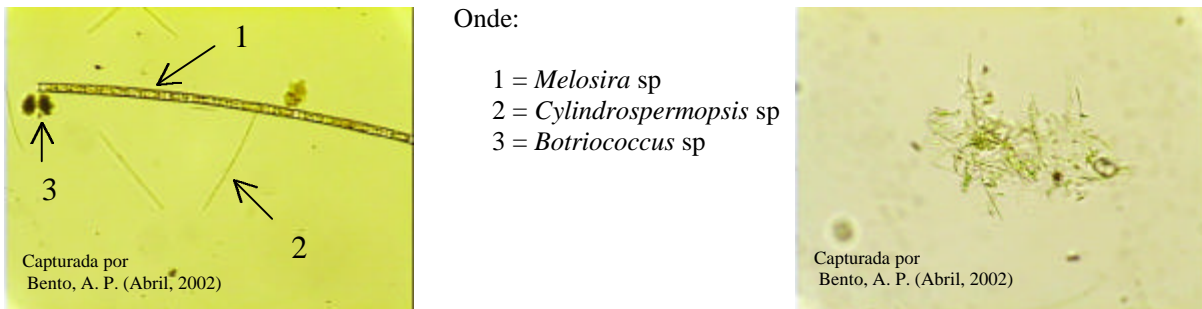 1
3
2
Capturada por
Bento, A. P. (Abril, 2002)
Onde:
1 = Melosira sp
2 = Cylindrospermopsis sp
3 = Botriococcus sp
Capturada por
Bento, A. P. (Abril, 2002)